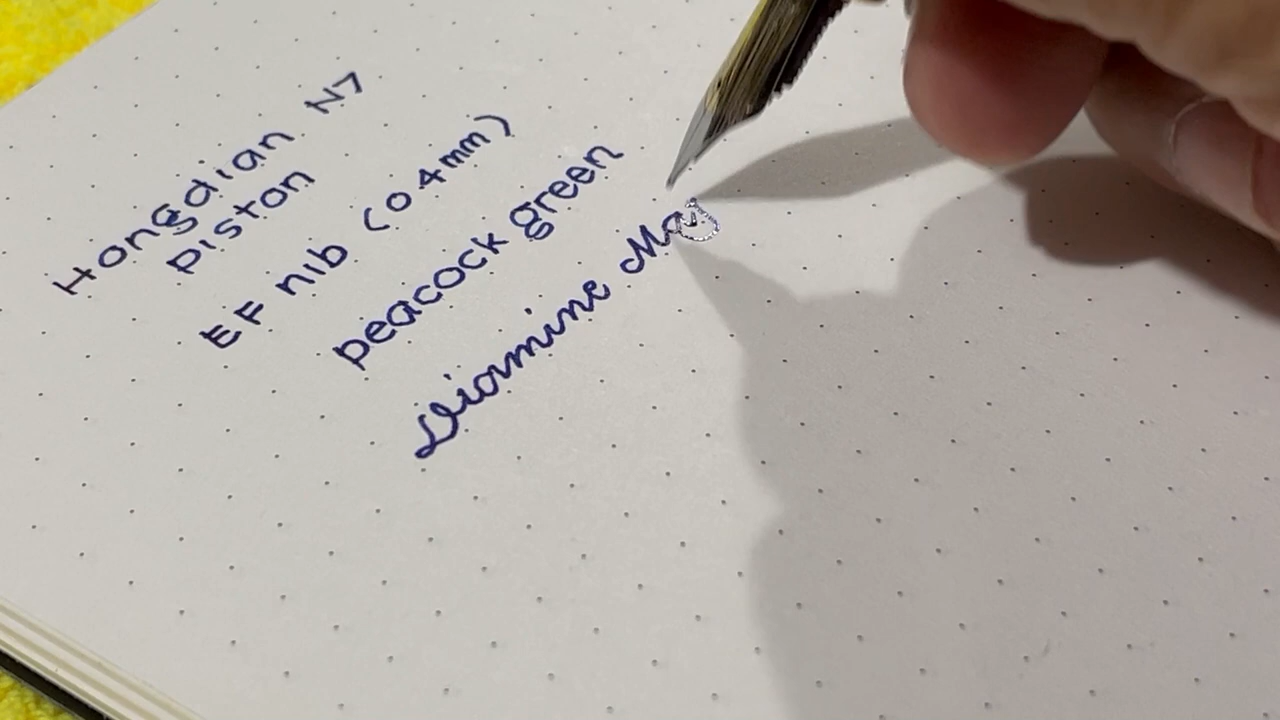 Hongdian N7
piston
EF nib (0.4mm)
peacock green
Diamine